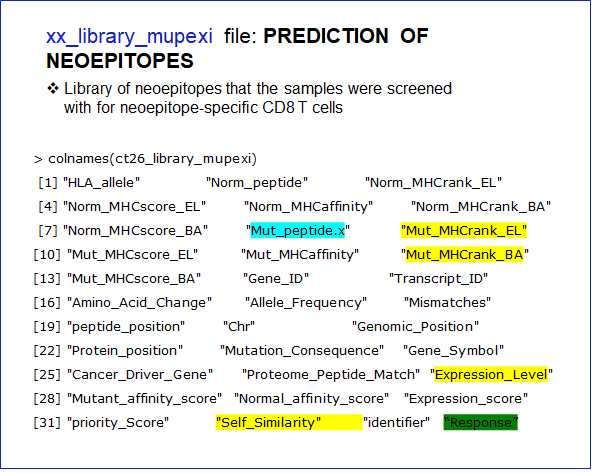 xx_library_mupexi file: PREDICTION OF
NEOEPITOPES
❖ Library of neoepitopes that the samples were screened
with for neoepitope-specific CD8 T cells
> colnames(ct26_library_mupexi)
[1] "HLA_allele" "Norm_peptide" "Norm_MHCrank_EL"
[4] "Norm_MHCscore_EL" "Norm_MHCaffinity" "Norm_MHCrank_BA"
[7] "Norm_MHCscore_BA" "Mut_peptide.x" "Mut_MHCrank_EL"
[10] "Mut_MHCscore_EL" "Mut_MHCaffinity" "Mut_MHCrank_BA"
[13] "Mut_MHCscore_BA" "Gene_ID" "Transcript_ID"
[16] "Amino_Acid_Change" "Allele_Frequency" "Mismatches"
[19] "peptide_position" "Chr" "Genomic_Position"
[22] "Protein_position" "Mutation_Consequence" "Gene_Symbol"
[25] "Cancer_Driver_Gene" "Proteome_Peptide_Match" "Expression_Level"
[28] "Mutant_affinity_score" "Normal_affinity_score" "Expression_score"
[31] "priority_Score" "Self_Similarity" "identifier" “Response”